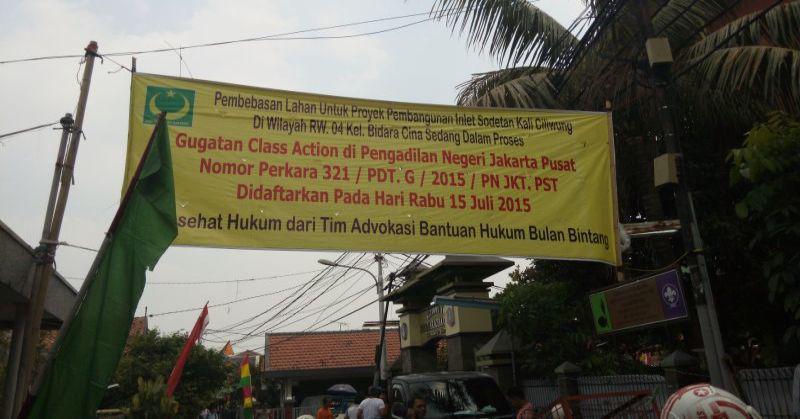 Pembebasan Lahan Untuk Proyek Pembangunan Inlet Sodetan Kali Ciliwung
Di Wilayah RW. 04 Kel. Bidara Cina Sedang Dalam Proses
Gugatan Class Action di Pengadilan Negeri Jakarta Pusat
Nomor Perkara 321 / PDT. G / 2015 / PN JKT. PST
Didaftarkan Pada Hari Rabu 15 Juli 2015
sehat Hukum dari Tim Advokasi Bantuan Hukum Bulan Bintang